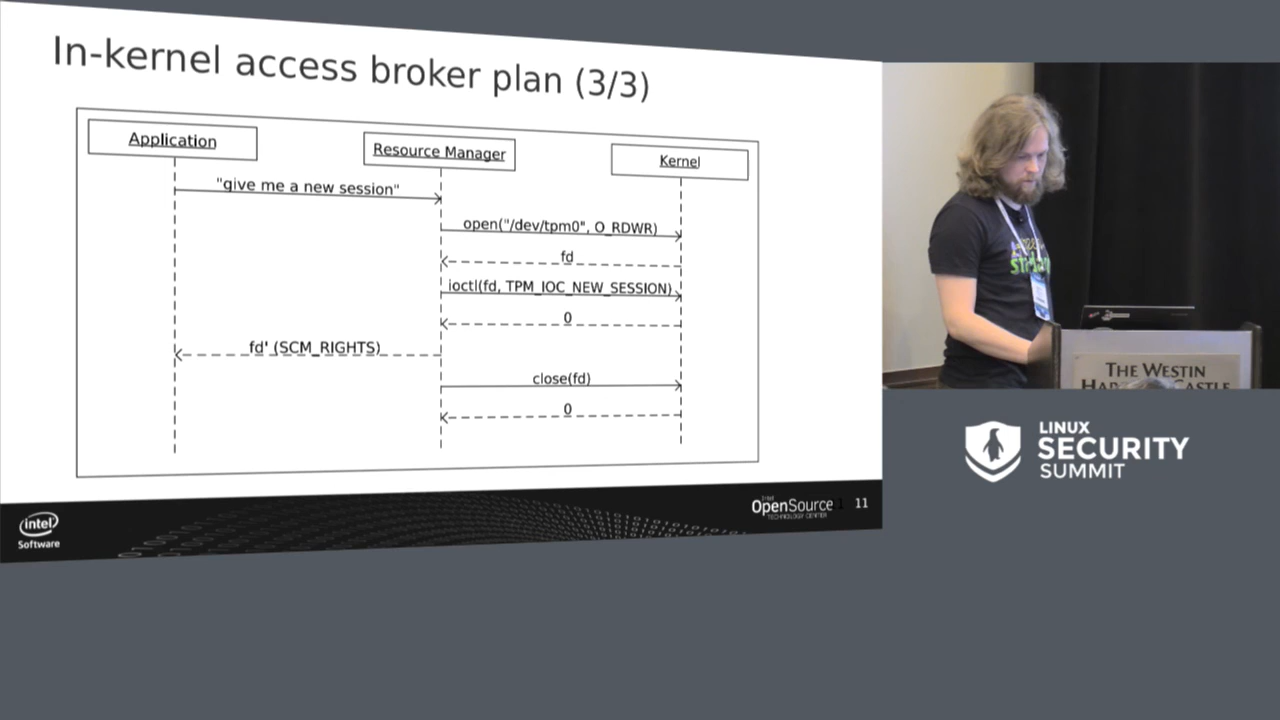 In-kernel access broker plan (3/3)
Application
Resource Manager
Kernel
"give me a new session"
open("/dev/tpm0", O_RDWR)
fd
ioctl(fd, TPM_IOC_NEW_SESSION)
0
fd' (SCM_RIGHTS)
close(fd)
0
intel
Software
OpenSource
TECHNOLOGY CENTER
11
THE WESTIN
LINUX
SECURITY
SUMMIT